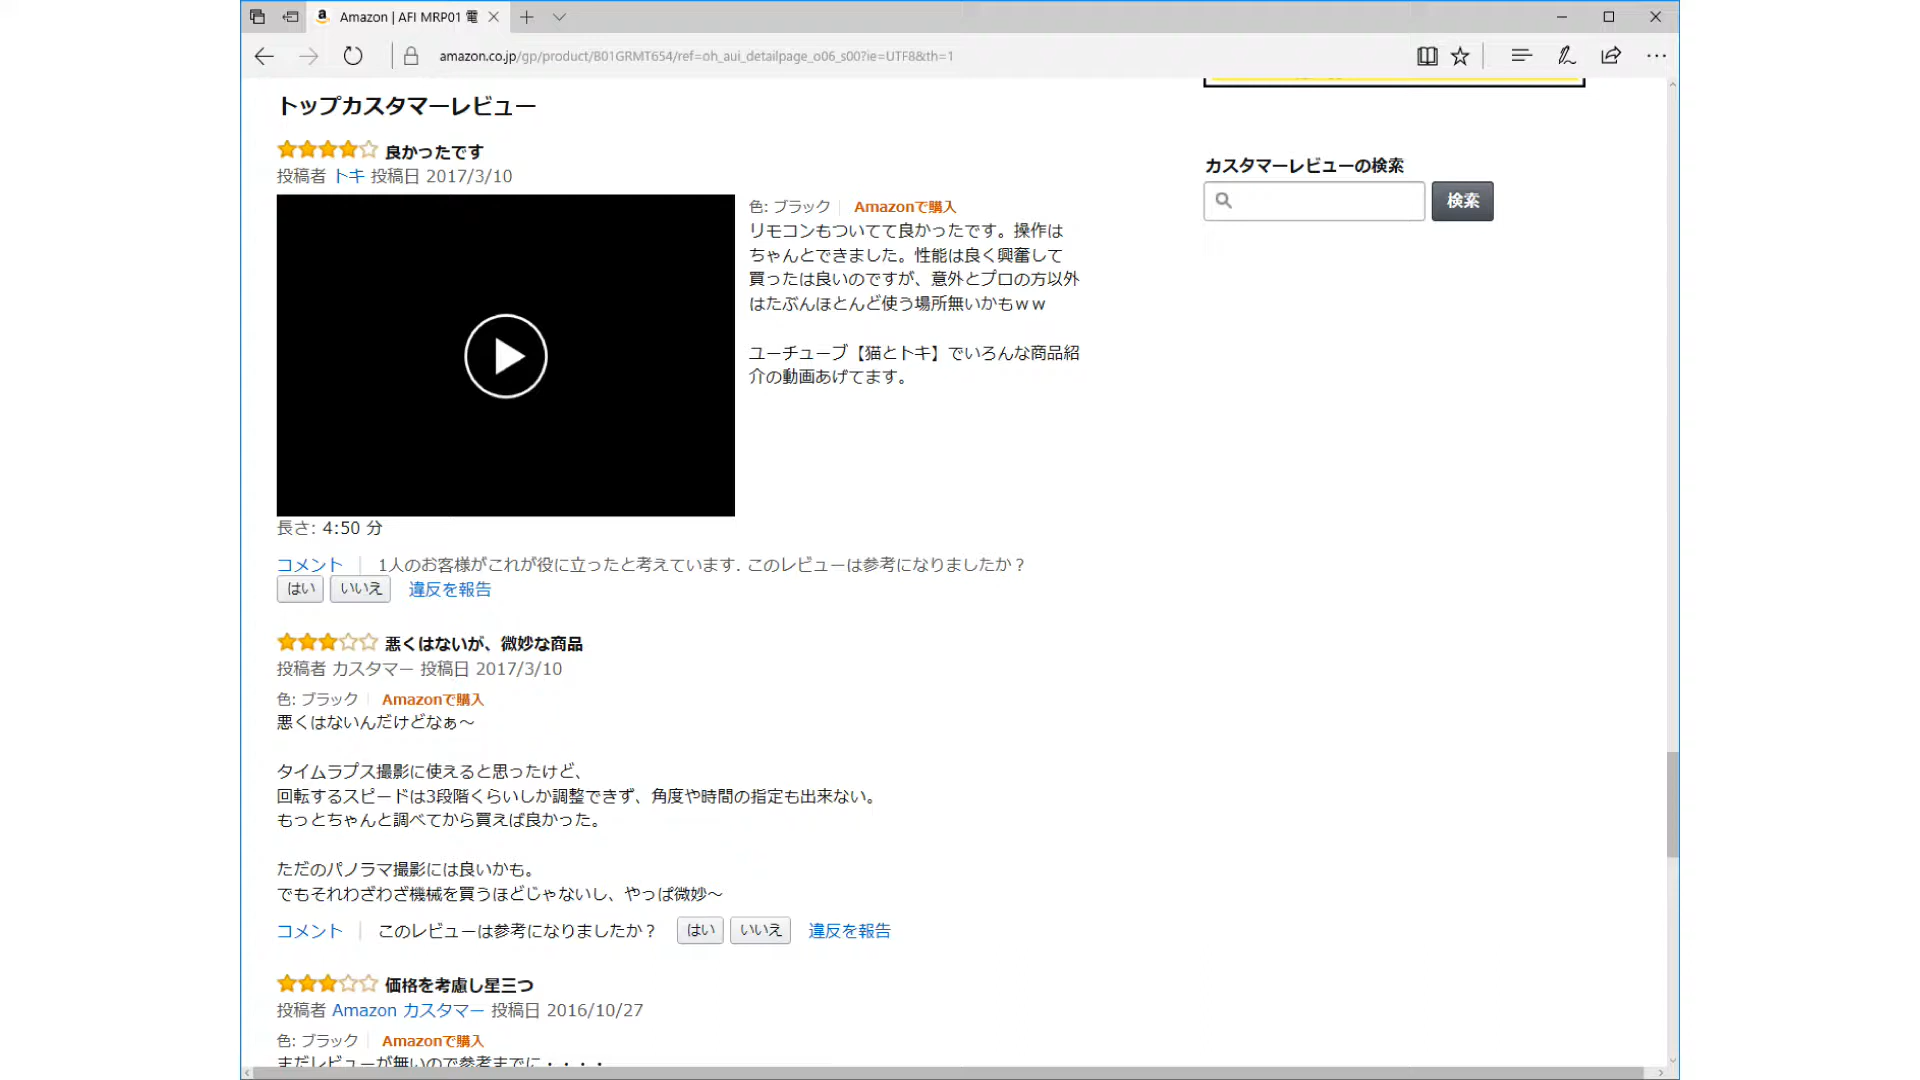 Amazon | AFI MRP01 電
amazon.co.jp/gp/product/B01GRMT654/ref=oh_aui_detailpage_o06_s00?ie=UTF8&th=1
トップカスタマーレビュー
良かったです
投稿者 トキ 投稿日 2017/3/10
色: ブラック Amazonで購入
リモコンもついてて良かったです。操作は
ちゃんとできました。性能は良く興奮して
買ったは良いのですが、意外とプロの方以外
はたぶんほとんど使う場所無いかもｗｗ
ユーチューブ【猫とトキ】でいろんな商品紹
介の動画あげてます。
長さ: 4:50 分
コメント 1人のお客様がこれが役に立ったと考えています. このレビューは参考になりましたか？
はい いいえ 違反を報告
悪くはないが、微妙な商品
投稿者 カスタマー 投稿日 2017/3/10
色: ブラック Amazonで購入
悪くはないんだけどなぁ～
タイムラプス撮影に使えると思ったけど、
回転するスピードは3段階くらいしか調整できず、角度や時間の指定も出来ない。
もっとちゃんと調べてから買えば良かった。
ただのパノラマ撮影には良いかも。
でもそれわざわざ機械を買うほどじゃないし、やっぱ微妙～
コメント このレビューは参考になりましたか？ はい いいえ 違反を報告
価格を考慮し星三つ
投稿者 Amazon カスタマー 投稿日 2016/10/27
色: ブラック Amazonで購入
まだレビューが無いので参考までに・・・・
カスタマーレビューの検索
検索